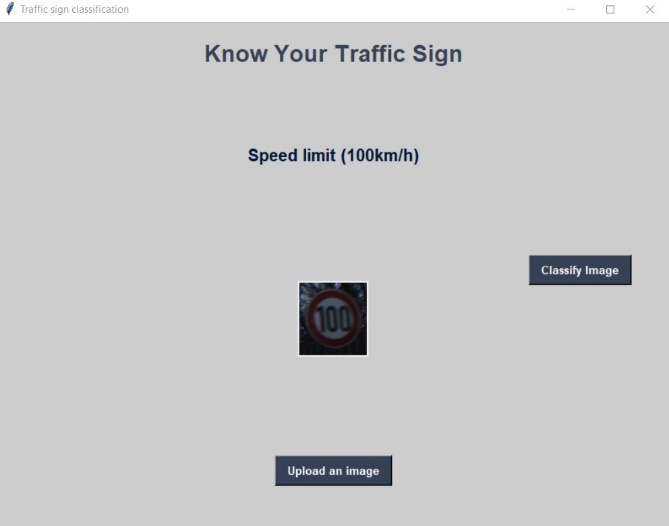 Traffic sign classification
Know Your Traffic Sign
Speed limit (100km/h)
Classify Image
100
Upload an image